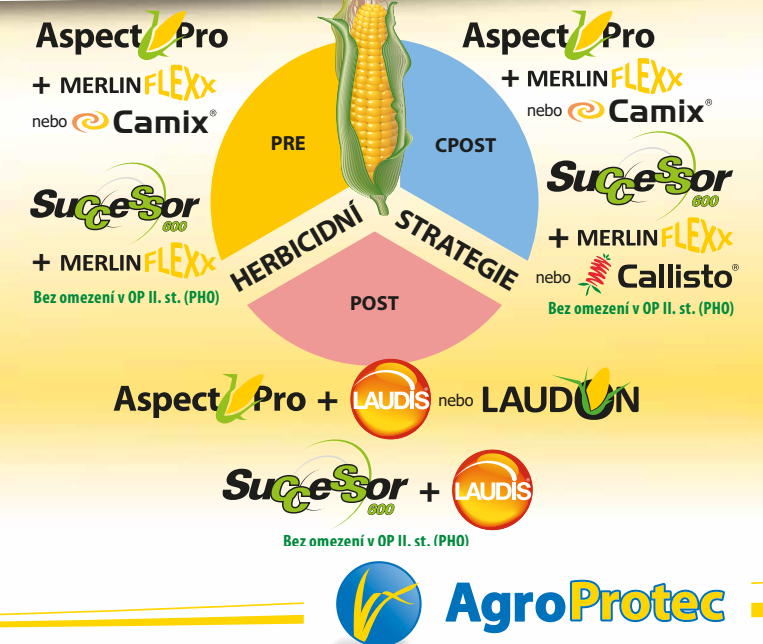 Aspect Pro
+ MERLIN FLEXX
nebo Camix®
Successor
600
+ MERLIN FLEXX
Bez omezení v OP II. st. (PHO)
PRE
CPOST
POST
HERBICIDNÍ STRATEGIE
Aspect Pro
+ MERLIN FLEXX
nebo Camix®
Successor
600
+ MERLIN FLEXX
nebo Callisto®
Bez omezení v OP II. st. (PHO)
Aspect Pro + LAUDIS nebo LAUDON
Successor 600 + LAUDIS
Bez omezení v OP II. st. (PHO)
AgroProtec